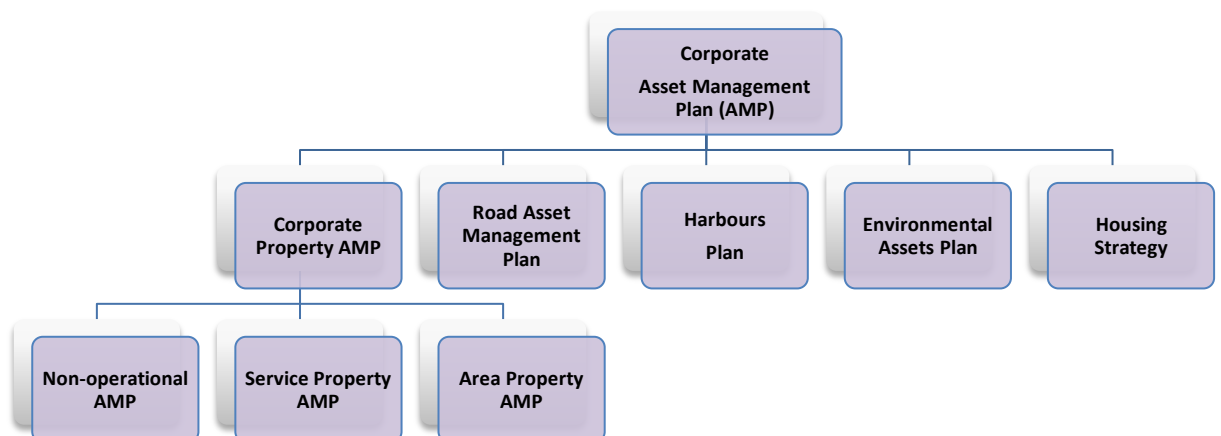 Corporate
Asset Management
Plan (AMP)
Corporate
Property AMP
Road Asset
Management
Plan
Harbours
Plan
Environmental
Assets Plan
Housing
Strategy
Non-operational
AMP
Service Property
AMP
Area Property
AMP